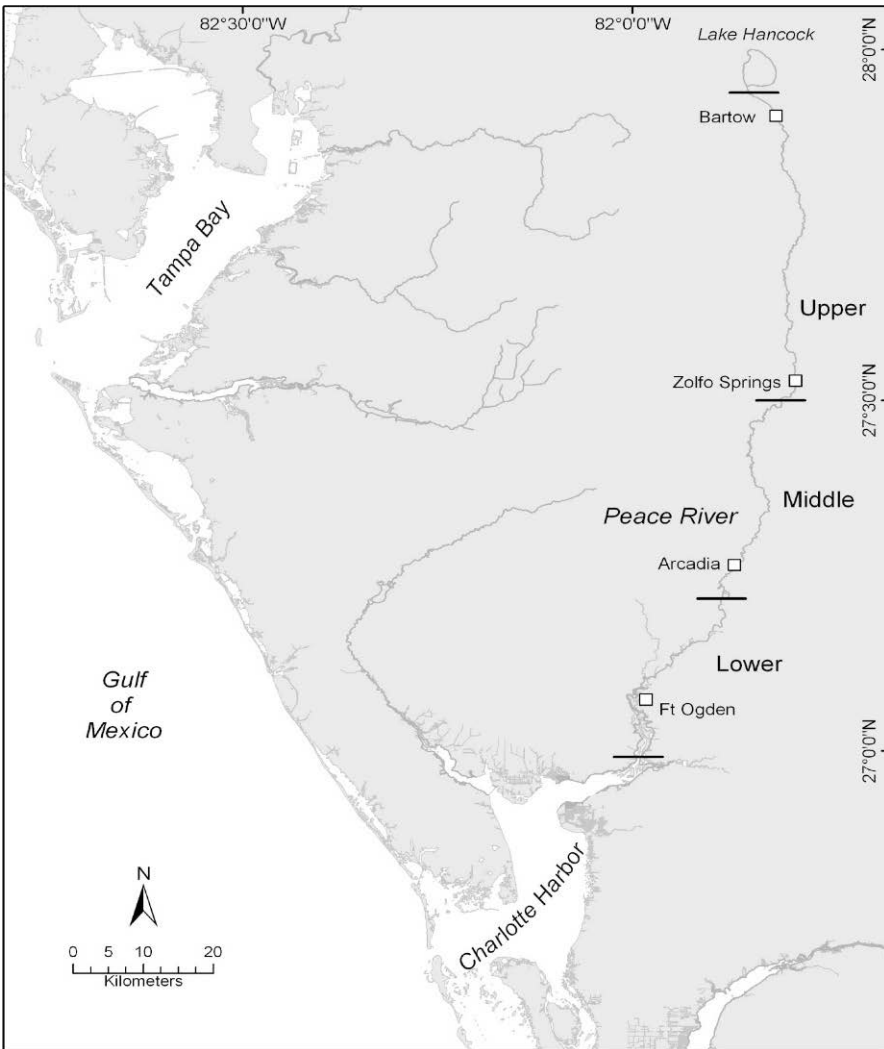 82°30'0"W
82°0'0"W
Lake Hancock
28°0'0"N
Bartow
Tampa Bay
Upper
Zolfo Springs
27°30'0"N
Middle
Peace River
Arcadia
Lower
Gulf
of
Mexico
Ft Ogden
27°0'0"N
Charlotte Harbor
N
0 5 10 20
Kilometers